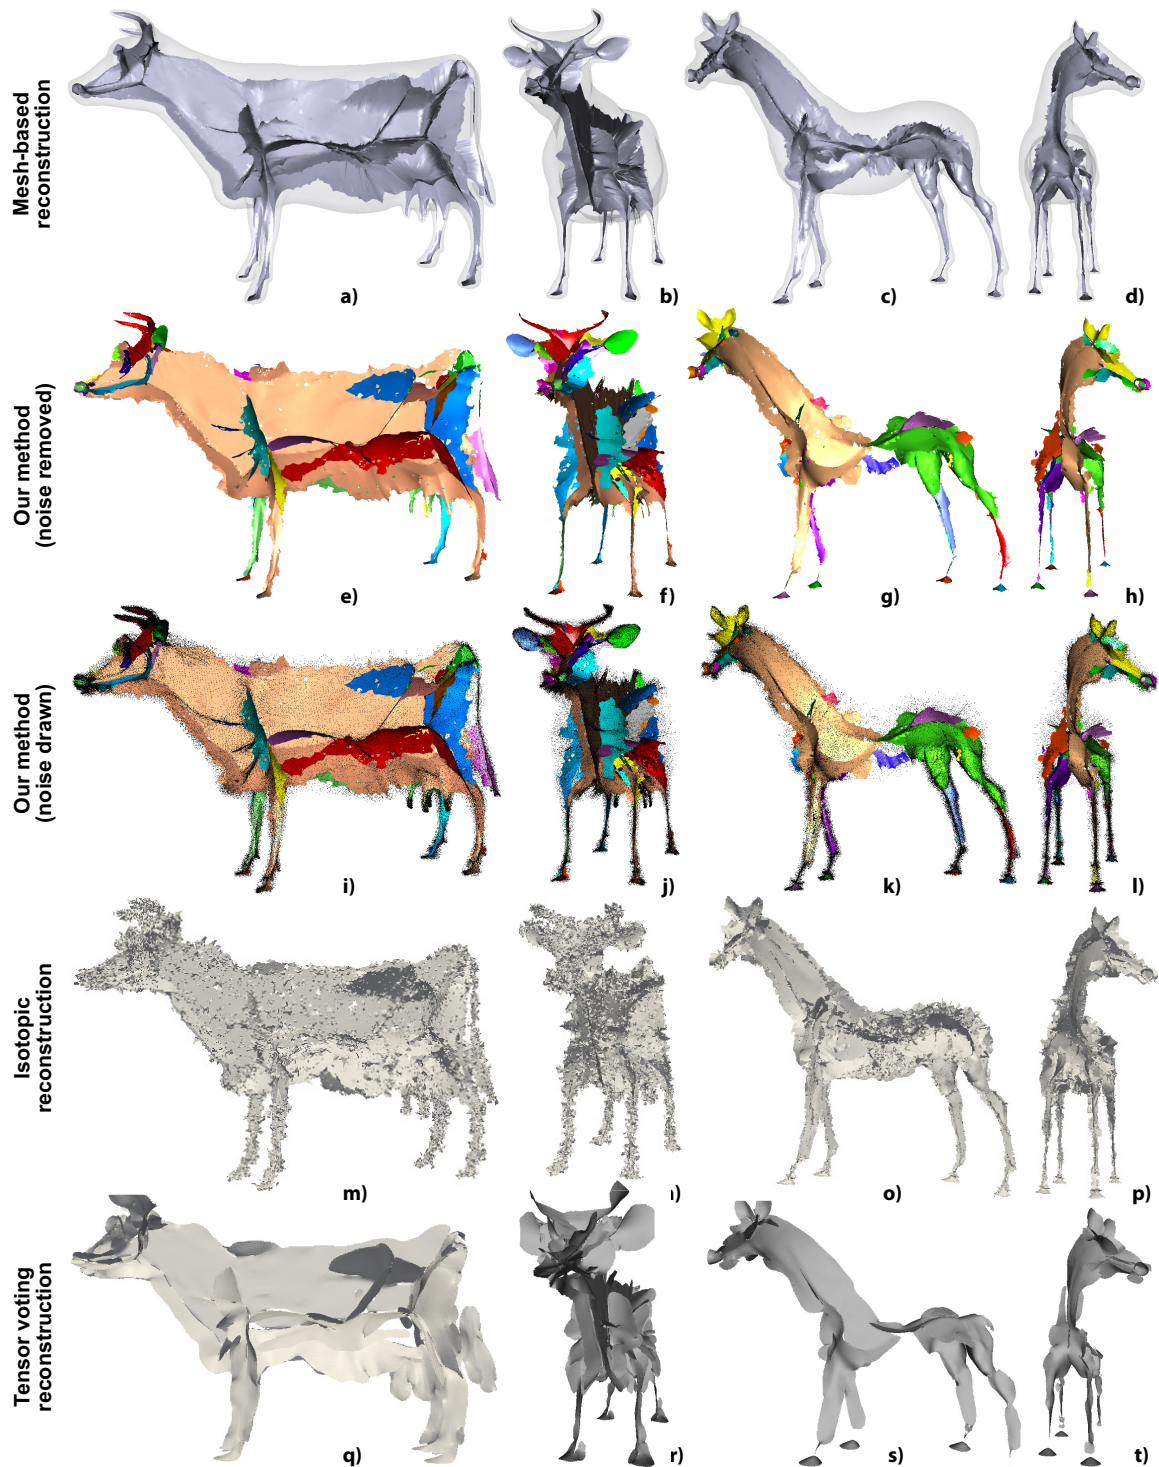 Mesh-based
reconstruction
a)
b)
c)
d)
Our method
(noise removed)
e)
f)
g)
h)
Our method
(noise drawn)
i)
j)
k)
l)
Isotopic
reconstruction
m)
o)
p)
Tensor voting
reconstruction
q)
r)
s)
t)